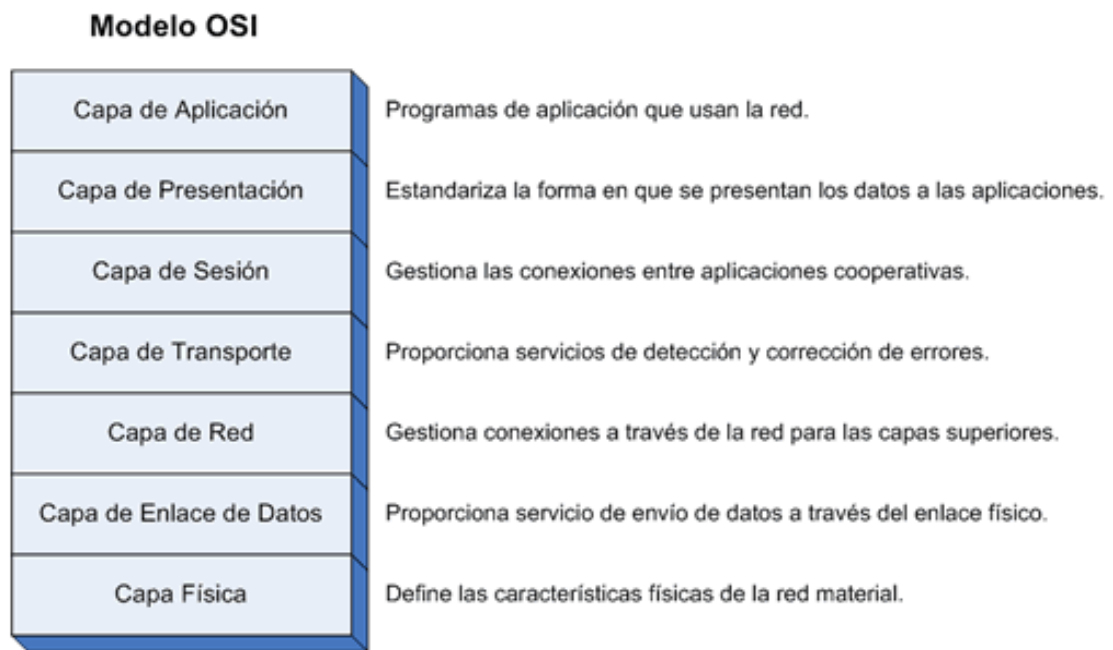 Modelo OSI
Capa de Aplicación
Programas de aplicación que usan la red.
Capa de Presentación
Estandariza la forma en que se presentan los datos a las aplicaciones.
Capa de Sesión
Gestiona las conexiones entre aplicaciones cooperativas.
Capa de Transporte
Proporciona servicios de detección y corrección de errores.
Capa de Red
Gestiona conexiones a través de la red para las capas superiores.
Capa de Enlace de Datos
Proporciona servicio de envío de datos a través del enlace físico.
Capa Física
Define las características físicas de la red material.